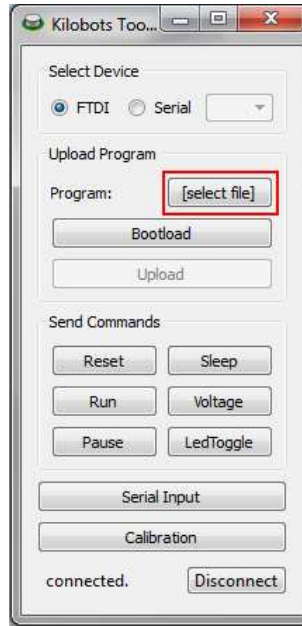 Kilobots Too...
Select Device
FTDI Serial
Upload Program
Program: [select file]
Bootload
Upload
Send Commands
Reset Sleep
Run Voltage
Pause LedToggle
Serial Input
Calibration
connected. Disconnect